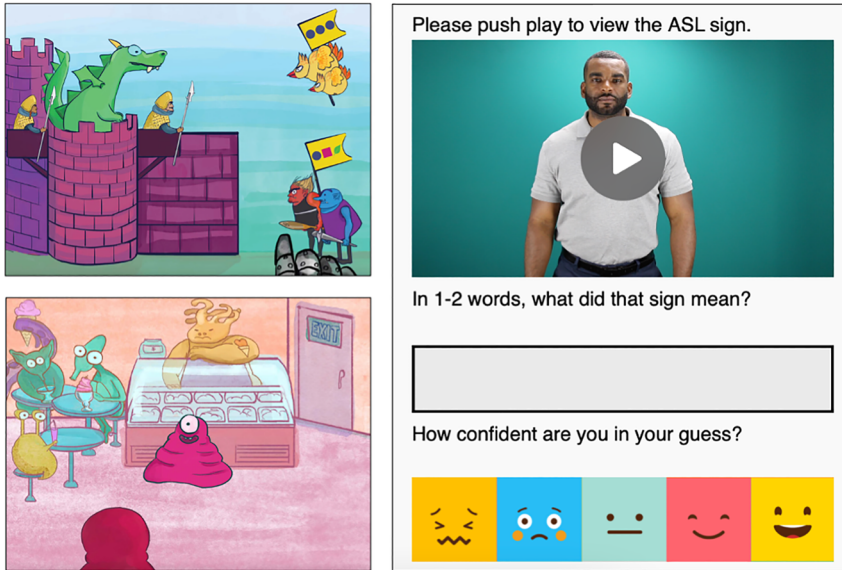 EXIT
Please push play to view the ASL sign.
In 1-2 words, what did that sign mean?
How confident are you in your guess?